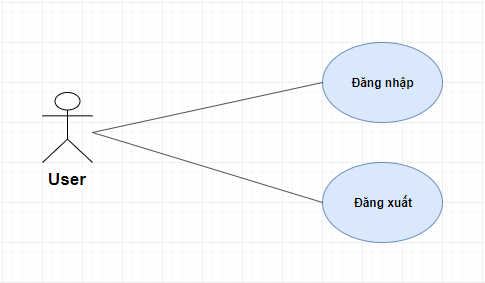 Đăng nhập
User
Đăng xuất